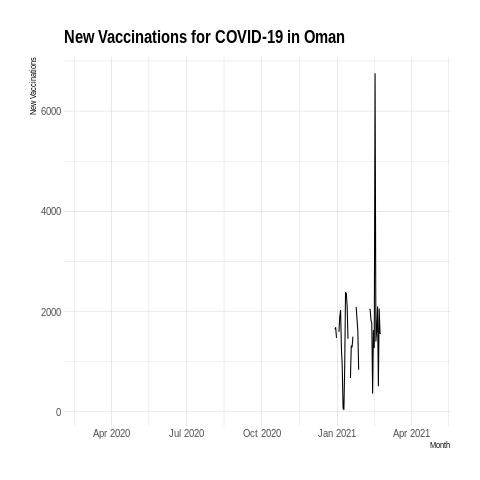 New Vaccinations for COVID-19 in Oman
New Vaccinations
6000
4000
2000
0
Apr 2020 Jul 2020 Oct 2020 Jan 2021 Apr 2021
Month